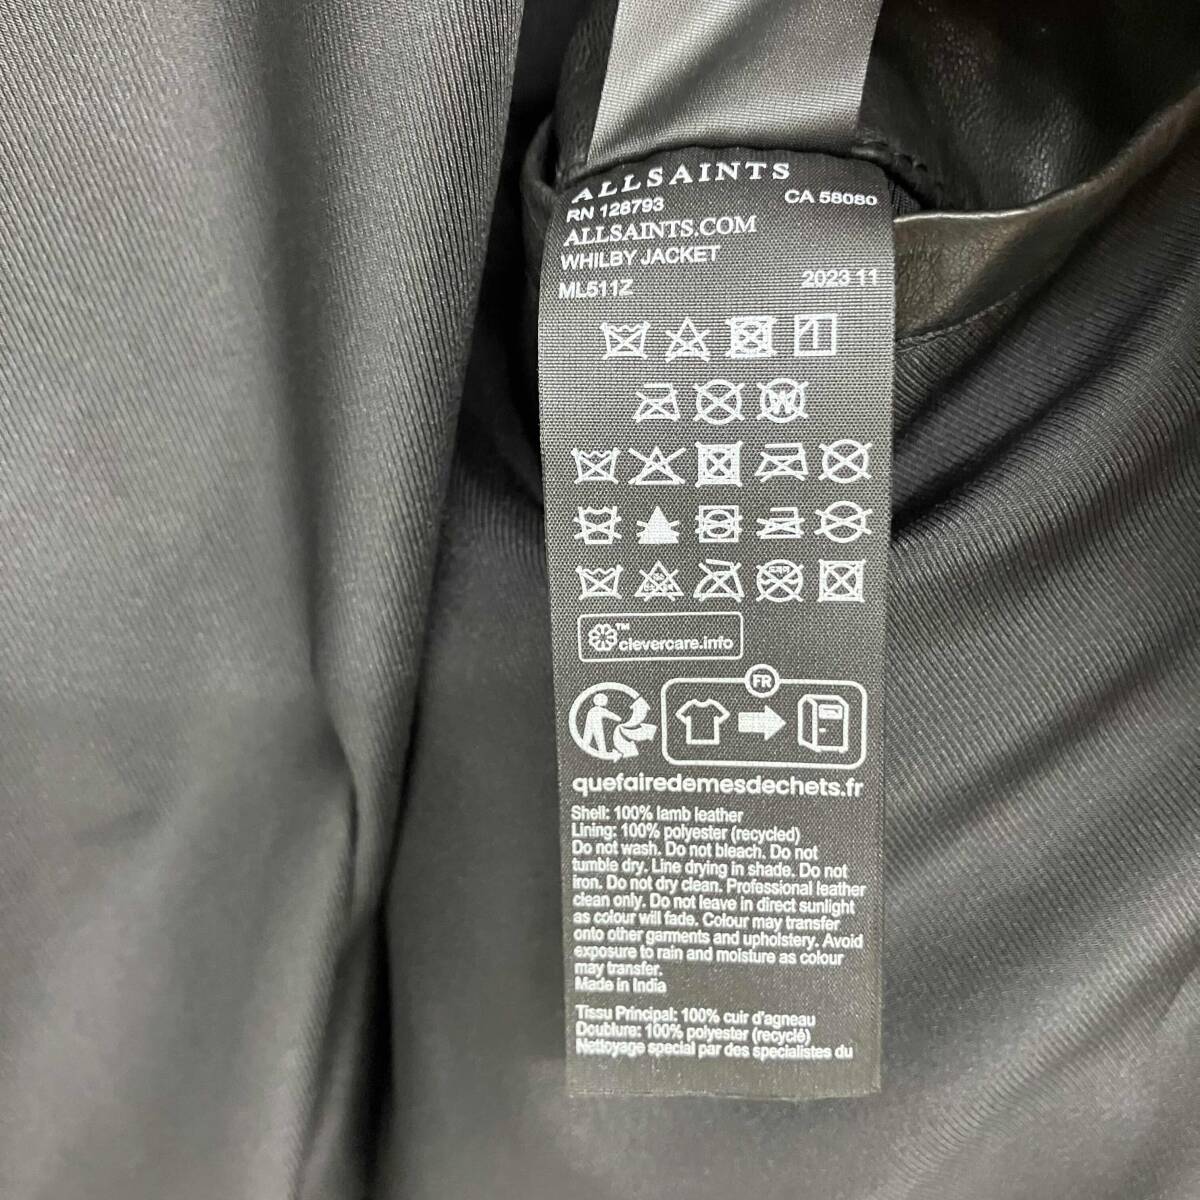 ALLSAINTS
RN 128793 CA 58080
ALLSAINTS.COM
WHILBY JACKET
ML511Z 2023 11
W
clevercare.info
TM
FR
quefairedemesdechets.fr
Shell: 100% lamb leather
Lining: 100% polyester (recycled)
Do not wash. Do not bleach. Do not
tumble dry. Line drying in shade. Do not
iron. Do not dry clean. Professional leather
clean only. Do not leave in direct sunlight
as colour will fade. Colour may transfer
onto other garments and upholstery. Avoid
exposure to rain and moisture as colour
may transfer.
Made in India
Tissu Principal: 100% cuir d'agneau
Doublure: 100% polyester (recyclé)
Nettoyage special par des specialistes du